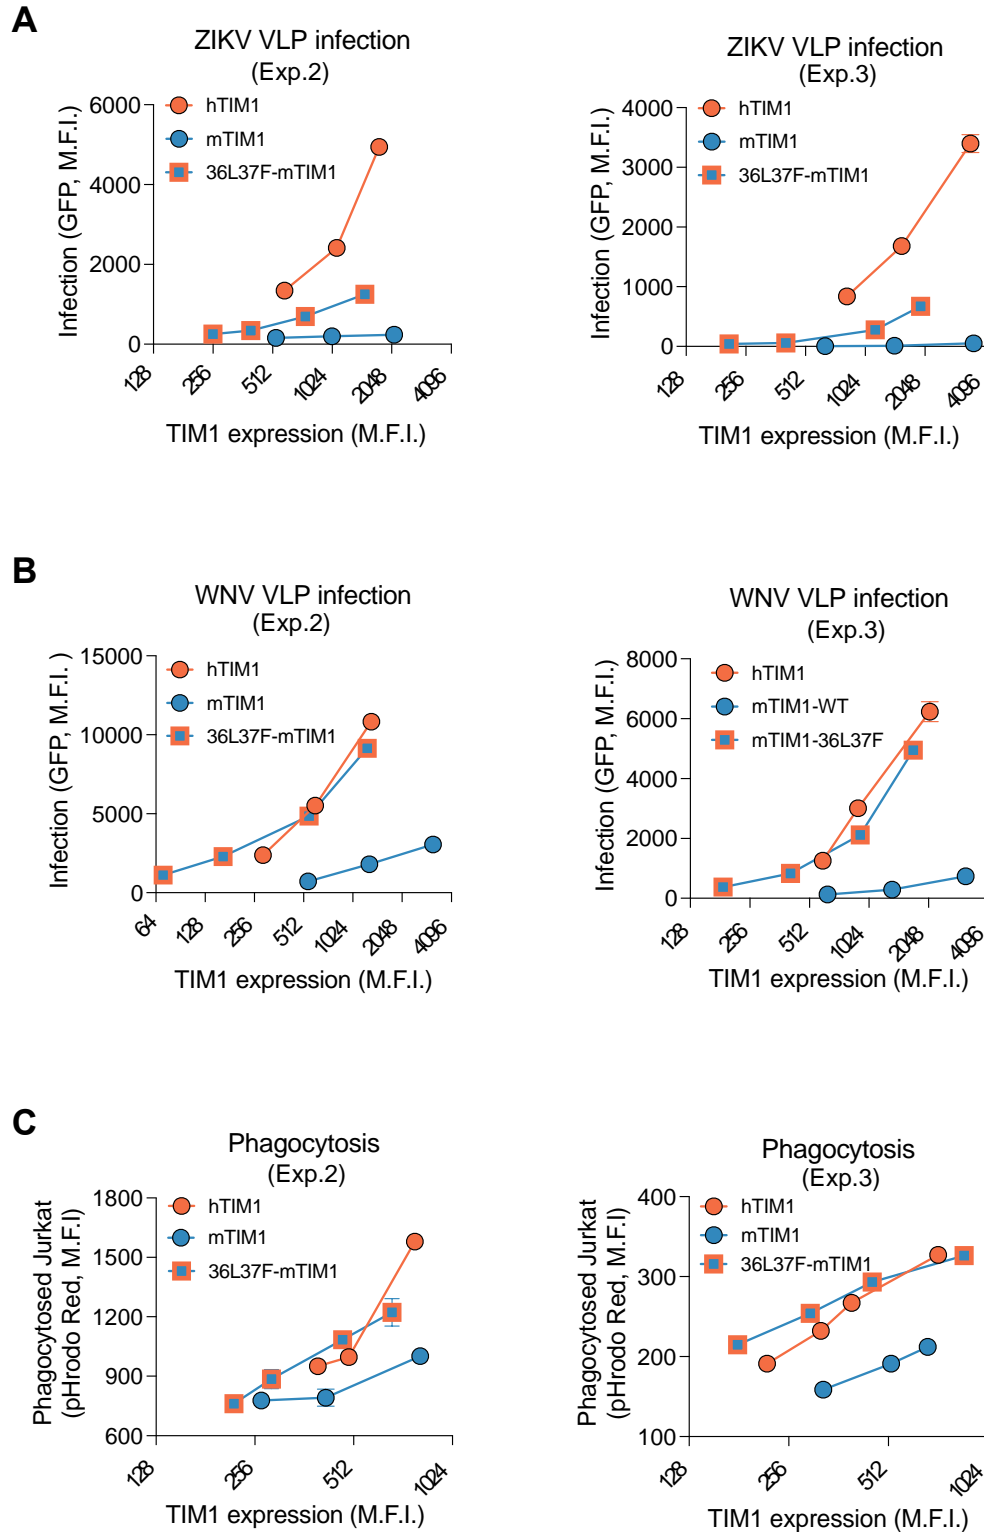 A
ZIKV VLP infection
(Exp.2)
Infection (GFP, M.F.I.)
6000
4000
2000
0
hTIM1
mTIM1
36L37F-mTIM1
128
256
512
1024
2048
4096
TIM1 expression (M.F.I.)
ZIKV VLP infection
(Exp.3)
Infection (GFP, M.F.I.)
4000
3000
2000
1000
0
hTIM1
mTIM1
36L37F-mTIM1
128
256
512
1024
2048
4096
TIM1 expression (M.F.I.)
B
WNV VLP infection
(Exp.2)
Infection (GFP, M.F.I. )
15000
10000
5000
0
hTIM1
mTIM1
36L37F-mTIM1
64
128
256
512
1024
2048
4096
TIM1 expression (M.F.I.)
WNV VLP infection
(Exp.3)
Infection (GFP, M.F.I.)
8000
6000
4000
2000
0
hTIM1
mTIM1-WT
mTIM1-36L37F
128
256
512
1024
2048
4096
TIM1 expression (M.F.I.)
C
Phagocytosis
(Exp.2)
Phagocytosed Jurkat
(pHrodo Red, M.F.I)
1800
1500
1200
900
600
hTIM1
mTIM1
36L37F-mTIM1
128
256
512
1024
TIM1 expression (M.F.I.)
Phagocytosis
(Exp.3)
Phagocytosed Jurkat
(pHrodo Red, M.F.I)
400
300
200
100
hTIM1
mTIM1
36L37F-mTIM1
128
256
512
1024
TIM1 expression (M.F.I.)